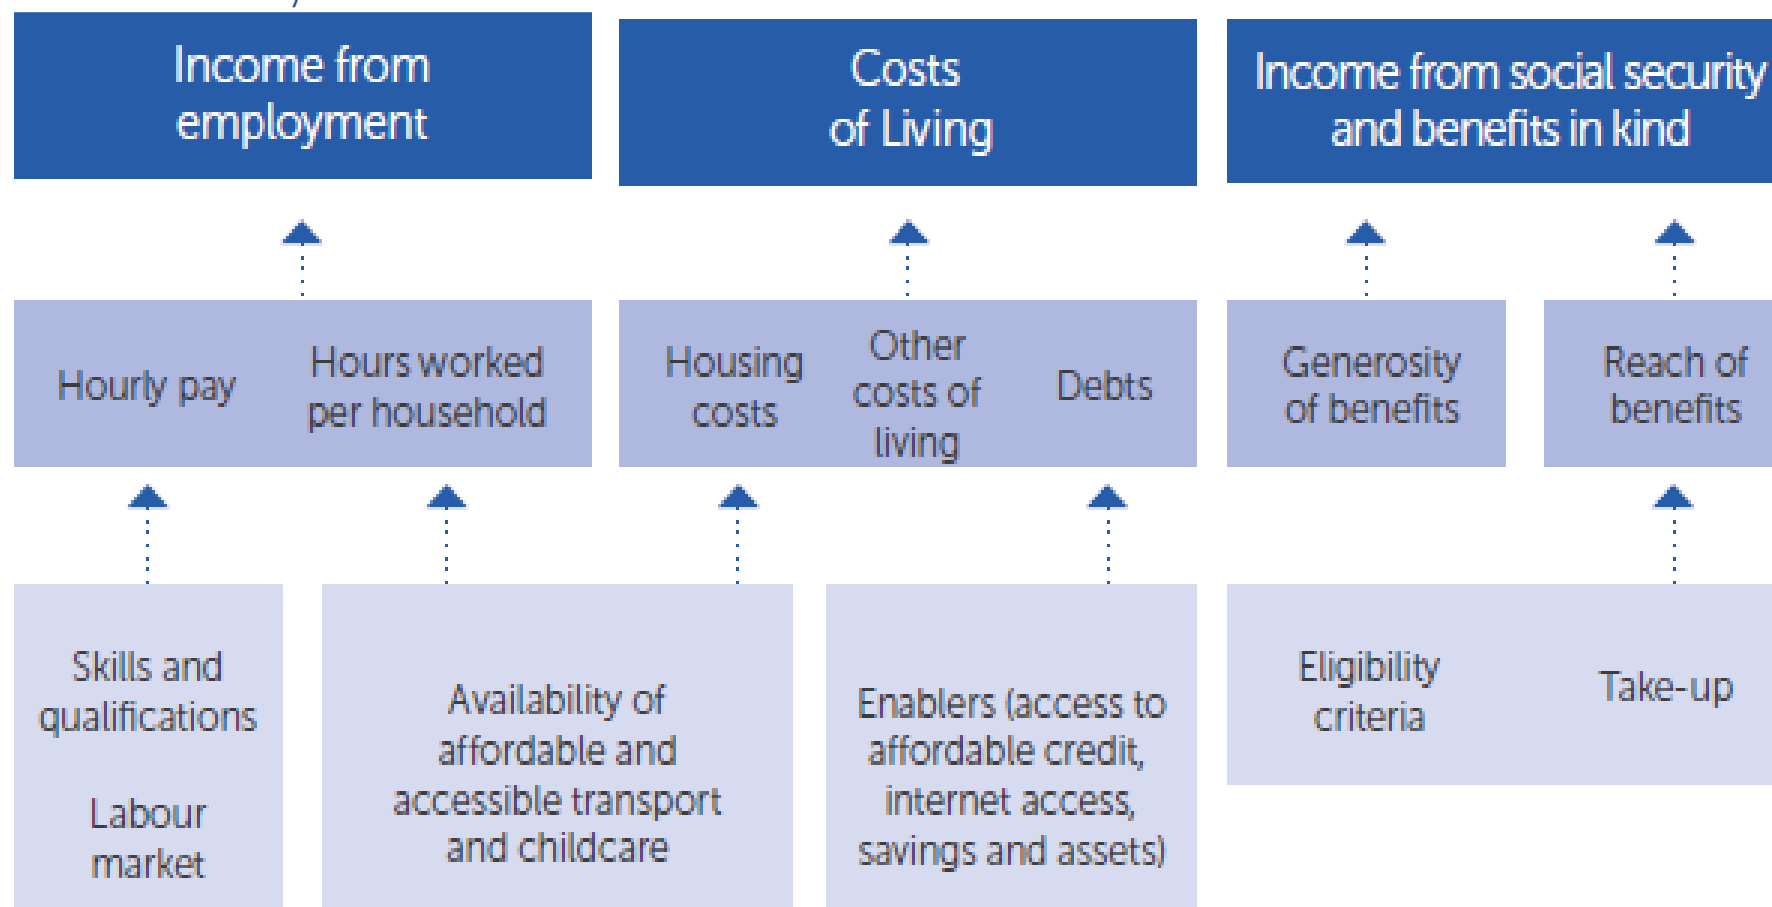 Income from
employment
Costs
of Living
Income from social security
and benefits in kind
Hourly pay
Hours worked
per household
Housing
costs
Other
costs of
living
Debts
Generosity
of benefits
Reach of
benefits
Skills and
qualifications
Labour
market
Availability of
affordable and
accessible transport
and childcare
Enablers (access to
affordable credit,
internet access,
savings and assets)
Eligibility
criteria
Take-up